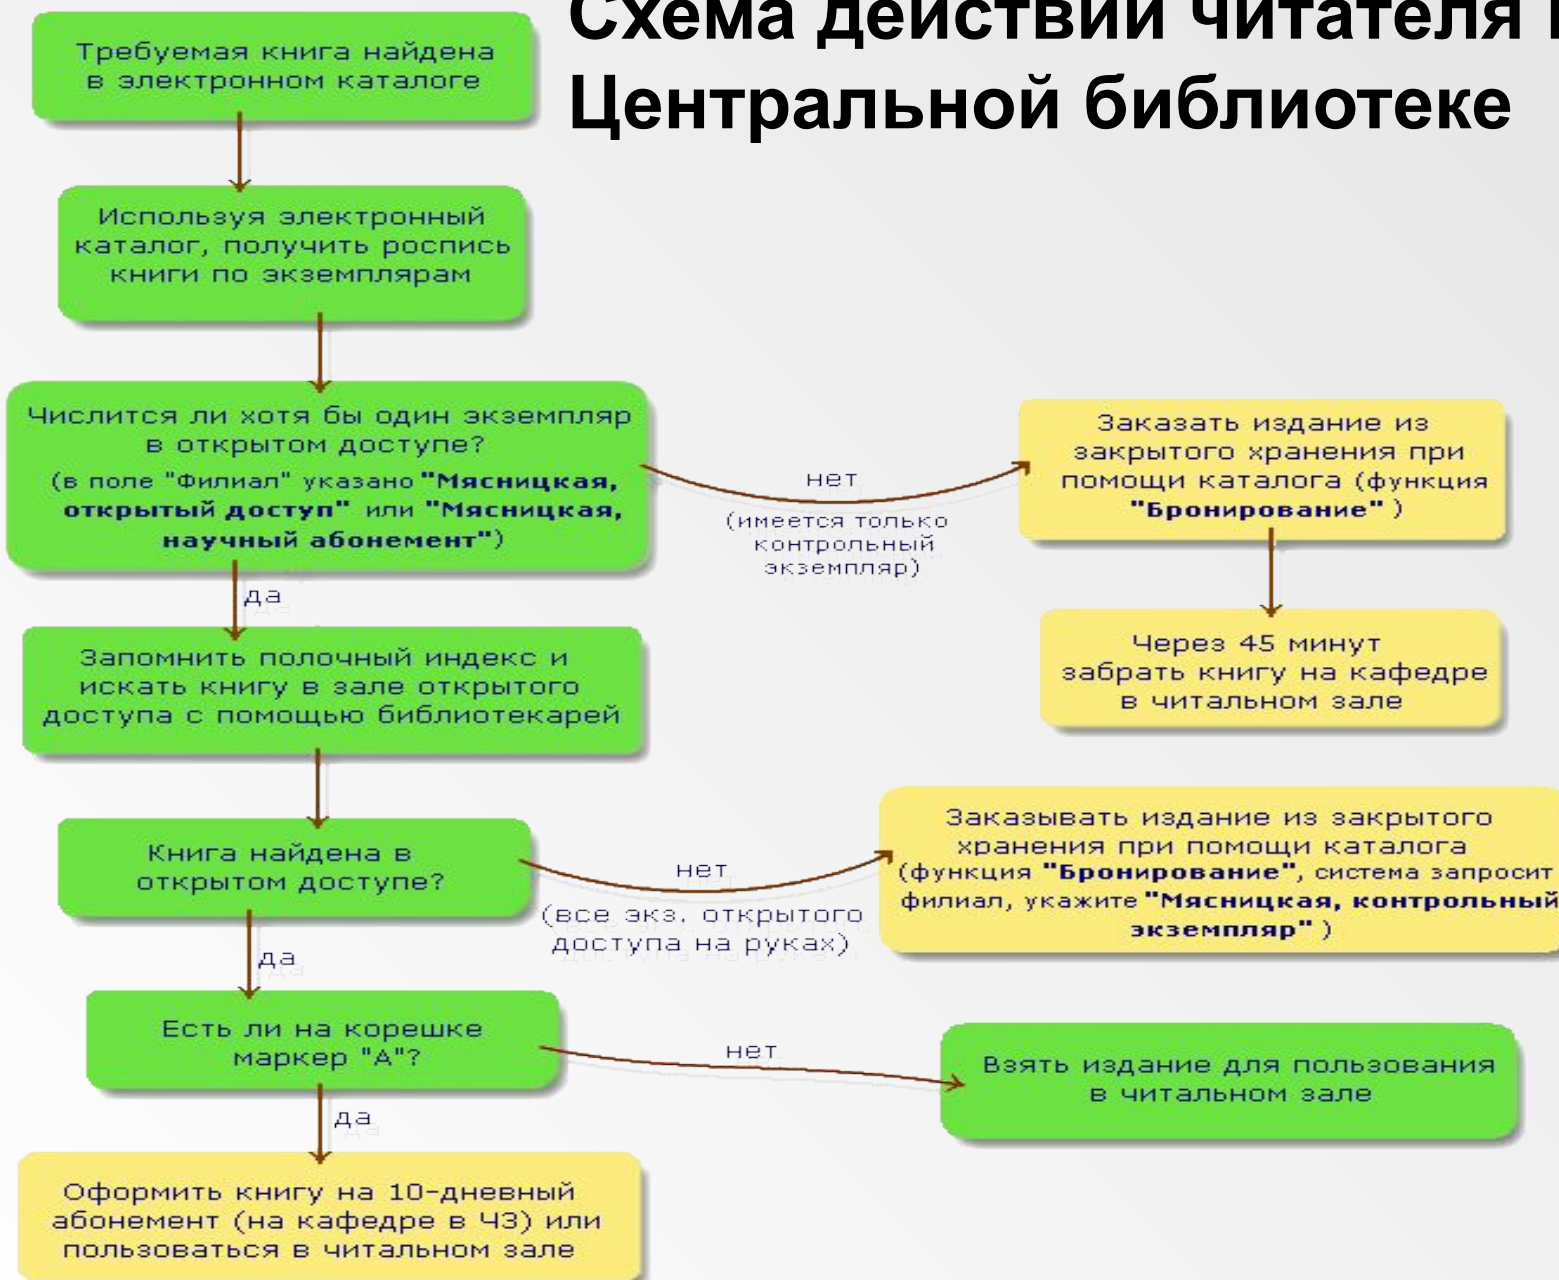 Схема действий читателя в
Центральной библиотеке
Требуемая книга найдена
в электронном каталоге
Используя электронный
каталог, получить роспись
книги по экземплярам
Числится ли хотя бы один экземпляр
в открытом доступе?
(в поле "Филиал" указано "Мясницкая,
открытый доступ" или "Мясницкая,
научный абонемент")
нет
(имеется только
контрольный
экземпляр)
Заказать издание из
закрытого хранения при
помощи каталога (функция
"Бронирование" )
Через 45 минут
забрать книгу на кафедре
в читальном зале
да
Запомнить полочный индекс и
искать книгу в зале открытого
доступа с помощью библиотекарей
Книга найдена в
открытом доступе?
нет
(все экз. открытого
доступа на руках)
Заказывать издание из закрытого
хранения при помощи каталога
(функция "Бронирование", система запросит
филиал, укажите "Мясницкая, контрольный
экземпляр" )
да
Есть ли на корешке
маркер "А"?
нет
Взять издание для пользования
в читальном зале
да
Оформить книгу на 10-дневный
абонемент (на кафедре в ЧЗ) или
пользоваться в читальном зале